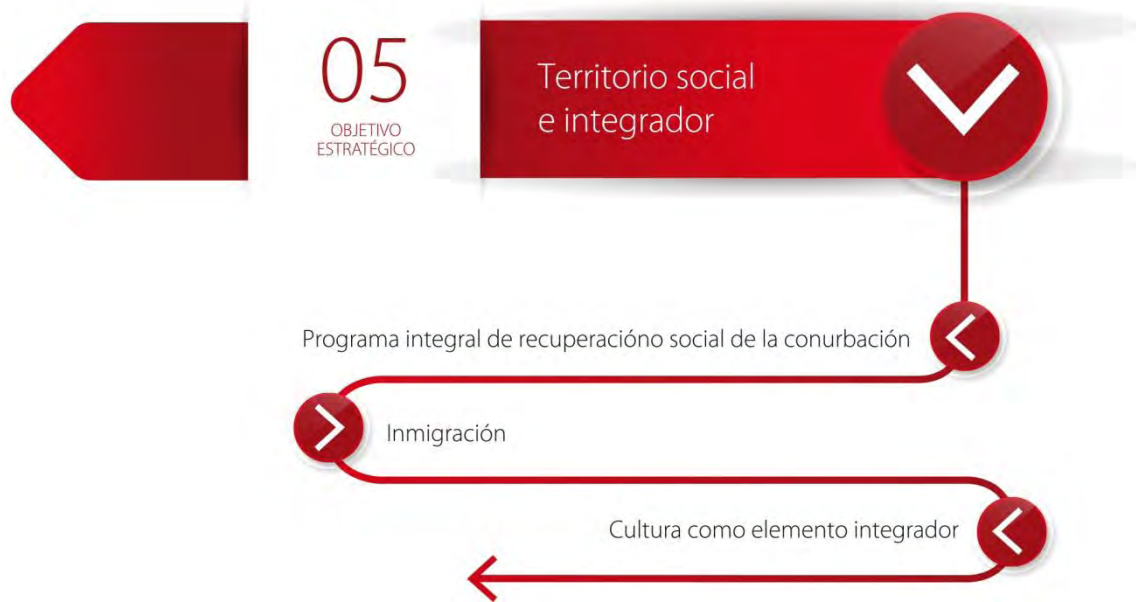 05
OBJETIVO
ESTRATÉGICO
Territorio social
e integrador
Programa integral de recuperacióno social de la conurbación
Inmigración
Cultura como elemento integrador